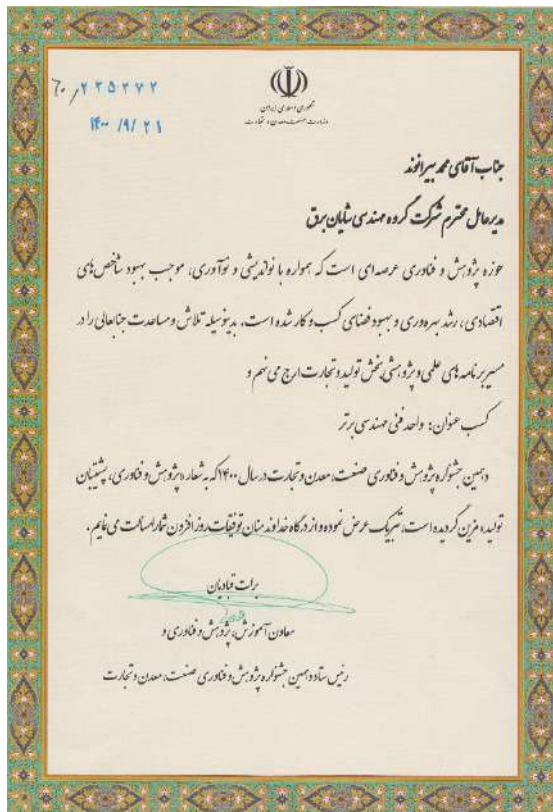 ۶۰/۲۳۵۲۷۲
۱۴۰۰/۹/۲۱
جمهوری اسلامی ایران
وزارت صنعت، معدن و تجارت
جناب آقای محمد بیرانوند
مدیرعامل محترم شرکت گروه مهندسی شایان برق
حوزه پژوهش و فناوری عرصه‌ای است که همواره با نواندیشی و نوآوری، موجب بهبود شاخص‌های
اقتصادی، رشد بهره‌وری و بهبود فضای کسب و کار شده است. بدینوسیله تلاش و مساعدت جنابعالی را در
مسیر برنامه‌های علمی و پژوهشی بخش تولید و تجارت ارج می‌نهم و
کسب عنوان: واحد فنی مهندسی برتر
دهمین جشنواره پژوهش و فناوری صنعت، معدن و تجارت در سال ۱۴۰۰ که به شعار «پژوهش و فناوری، پشتیبان
تولید» مزین گردیده است، تبریک عرض نموده و از درگاه خداوند منان توفیقات روزافزون شما را مسالت می‌نمایم.
برات قبادیان
معاون آموزش، پژوهش و فناوری و
رئیس ستاد دهمین جشنواره پژوهش و فناوری صنعت، معدن و تجارت